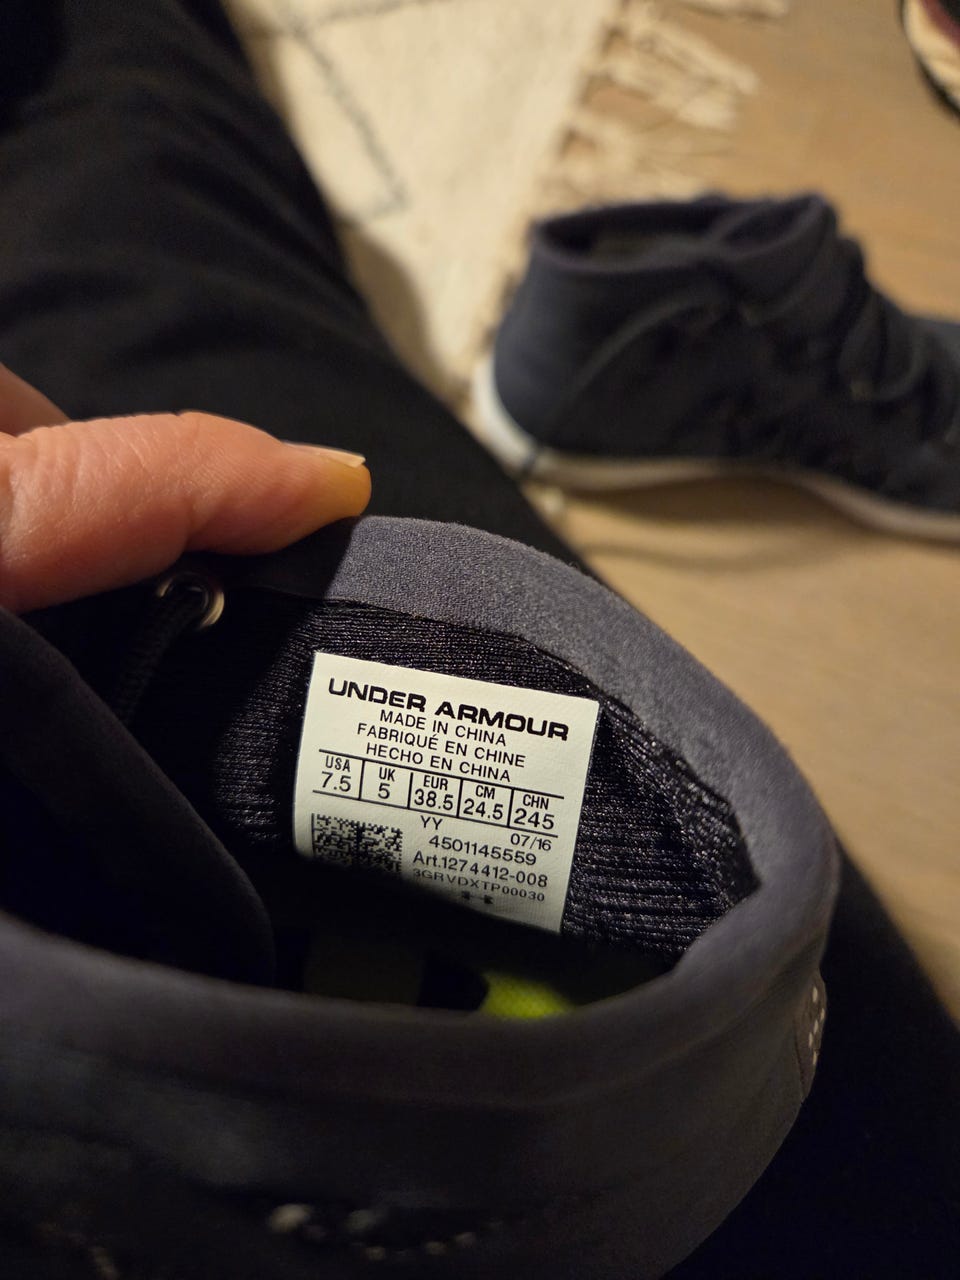 UNDER ARMOUR
MADE IN CHINA
FABRIQUÉ EN CHINE
HECHO EN CHINA
USA UK EUR CM CHN
7.5 5 38.5 24.5 245
YY 07/16
4501145559
Art.1274412-008
3GRVDXTP00030